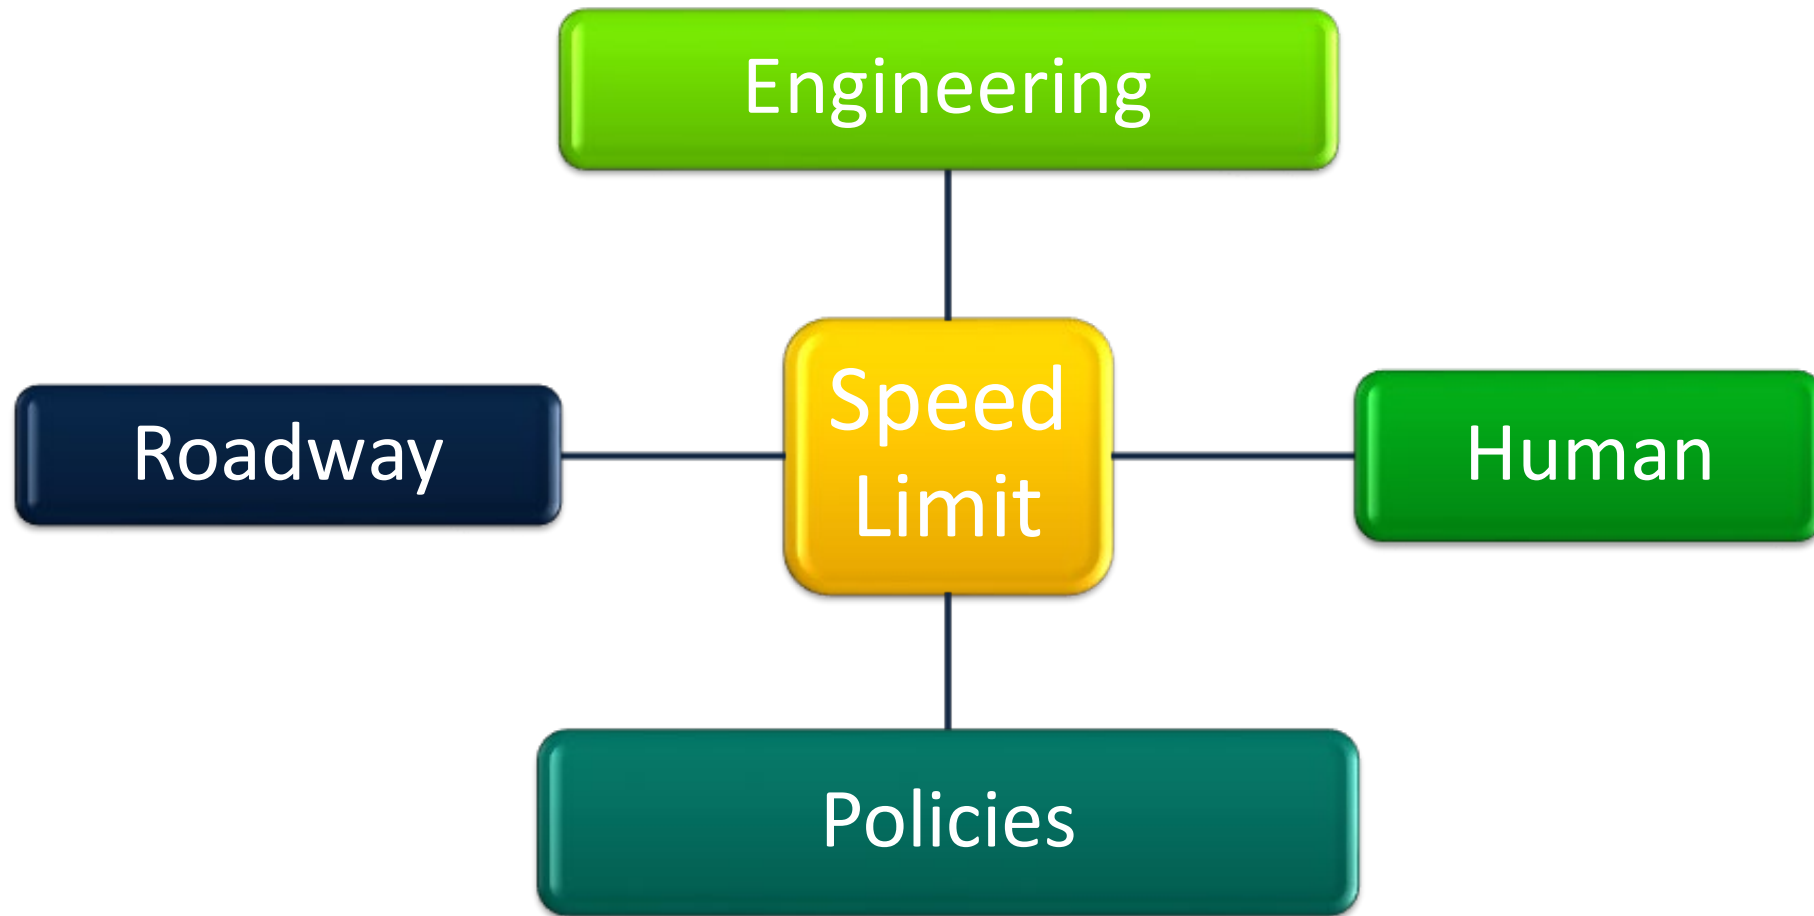 Engineering
Speed
Limit
Roadway
Human
Policies